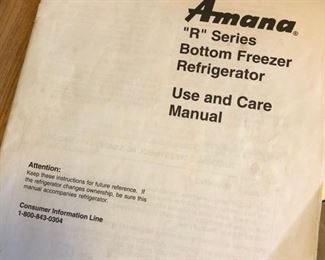 Amana®
"R" Series
Bottom Freezer
Refrigerator
Use and Care
Manual
Attention:
Keep these instructions for future reference. If
the refrigerator changes ownership, be sure this
manual accompanies refrigerator.
Consumer Information Line
1-800-843-0304